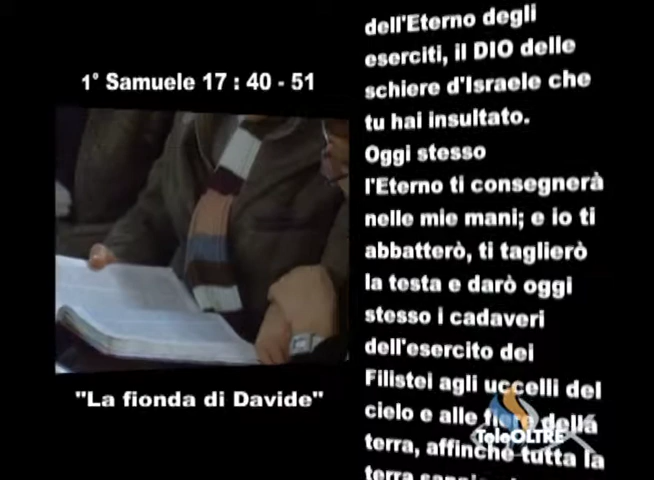 1° Samuele 17 : 40 - 51
"La fionda di Davide"
dell'Eterno degli
eserciti, il DIO delle
schiere d'Israele che
tu hai insultato.
Oggi stesso
l'Eterno ti consegnerà
nelle mie mani; e io ti
abbatterò, ti taglierò
la testa e darò oggi
stesso i cadaveri
dell'esercito dei
Filistei agli uccelli del
cielo e alle fiere della
terra, affinché tutta la
terra
TeleOLTRE